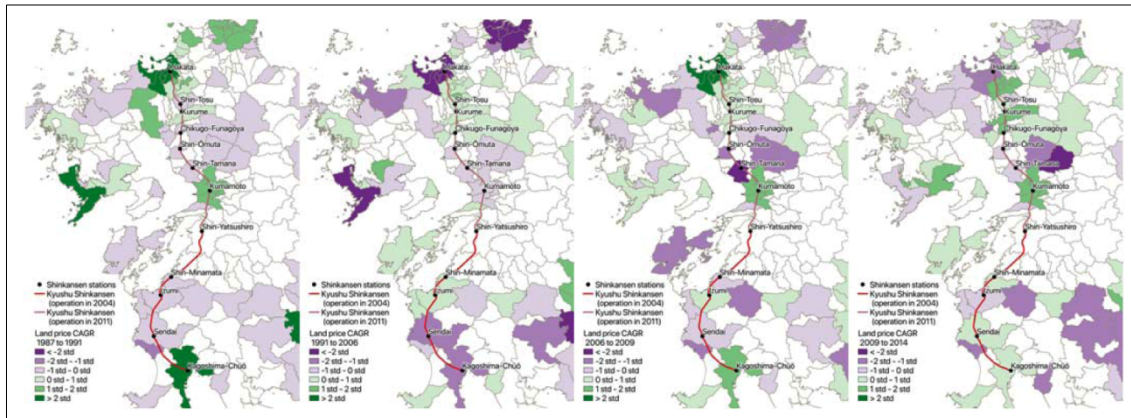 Hakata
Shin-Tosu
Kurume
Chikugo-Funagoya
Shin-Ōmuta
Shin-Tamana
Kumamoto
Shin-Yatsushiro
Shin-Minamata
Izumi
Sendai
Kagoshima-Chūō
Shinkansen stations
Kyushu Shinkansen
(operation in 2004)
Kyushu Shinkansen
(operation in 2011)
Land price CAGR
1987 to 1991
< -2 std
-2 std - -1 std
-1 std - 0 std
0 std - 1 std
1 std - 2 std
> 2 std
Hakata
Shin-Tosu
Kurume
Chikugo-Funagoya
Shin-Ōmuta
Shin-Tamana
Kumamoto
Shin-Yatsushiro
Shin-Minamata
Izumi
Sendai
Kagoshima-Chūō
Shinkansen stations
Kyushu Shinkansen
(operation in 2004)
Kyushu Shinkansen
(operation in 2011)
Land price CAGR
1991 to 2006
< -2 std
-2 std - -1 std
-1 std - 0 std
0 std - 1 std
1 std - 2 std
> 2 std
Hakata
Shin-Tosu
Kurume
Chikugo-Funagoya
Shin-Ōmuta
Shin-Tamana
Kumamoto
Shin-Yatsushiro
Shin-Minamata
Izumi
Sendai
Kagoshima-Chūō
Shinkansen stations
Kyushu Shinkansen
(operation in 2004)
Kyushu Shinkansen
(operation in 2011)
Land price CAGR
2006 to 2009
< -2 std
-2 std - -1 std
-1 std - 0 std
0 std - 1 std
1 std - 2 std
> 2 std
Hakata
Shin-Tosu
Kurume
Chikugo-Funagoya
Shin-Ōmuta
Shin-Tamana
Kumamoto
Shin-Yatsushiro
Shin-Minamata
Izumi
Sendai
Kagoshima-Chūō
Shinkansen stations
Kyushu Shinkansen
(operation in 2004)
Kyushu Shinkansen
(operation in 2011)
Land price CAGR
2009 to 2014
< -2 std
-2 std - -1 std
-1 std - 0 std
0 std - 1 std
1 std - 2 std
> 2 std